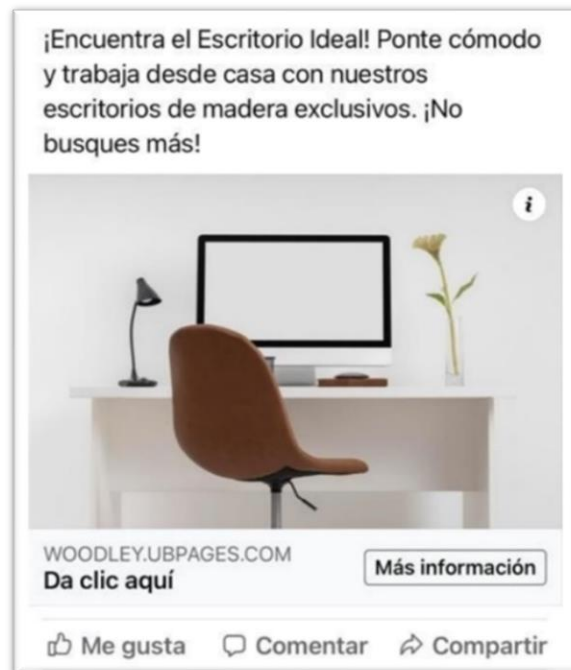 ¡Encuentra el Escritorio Ideal! Ponte cómodo
y trabaja desde casa con nuestros
escritorios de madera exclusivos. ¡No
busques más!
i
WOODLEY.UBPAGES.COM
Da clic aquí
Más información
Me gusta
Comentar
Compartir